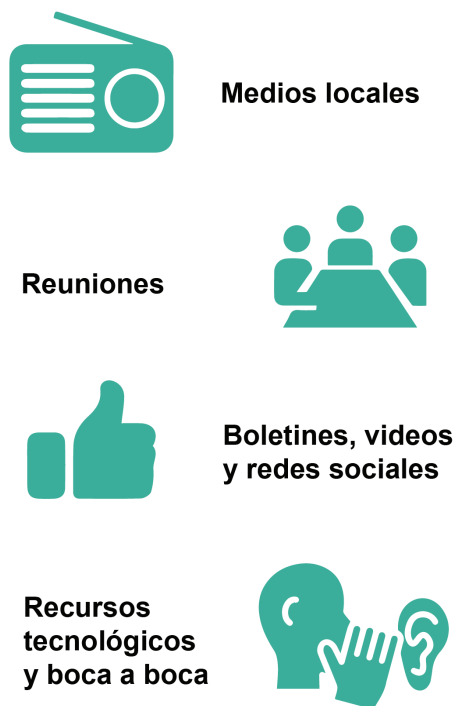 Medios locales
Reuniones
Boletines, videos
y redes sociales
Recursos
tecnológicos
y boca a boca